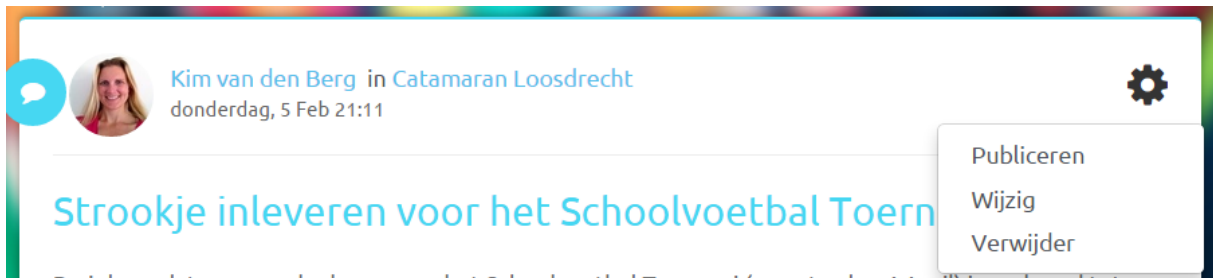 Kim van den Berg in Catamaran Loosdrecht
donderdag, 5 Feb 21:11
Publiceren
Wijzig
Verwijder
Strookje inleveren voor het Schoolvoetbal Toern